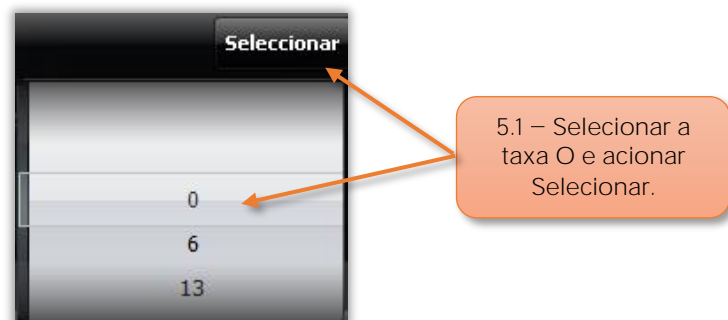 Seleccionar
0
6
13
5.1 – Selecionar a
taxa O e acionar
Selecionar.